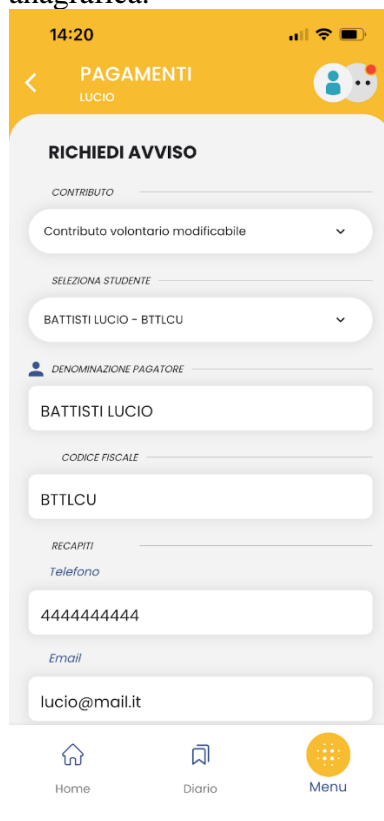 anagrafica.
14:20
PAGAMENTI
LUCIO
RICHIEDI AVVISO
CONTRIBUTO
Contributo volontario modificabile
SELEZIONA STUDENTE
BATTISTI LUCIO - BTTLCU
DENOMINAZIONE PAGATORE
BATTISTI LUCIO
CODICE FISCALE
BTTLCU
RECAPITI
Telefono
4444444444
Email
lucio@mail.it
Home Diario Menu